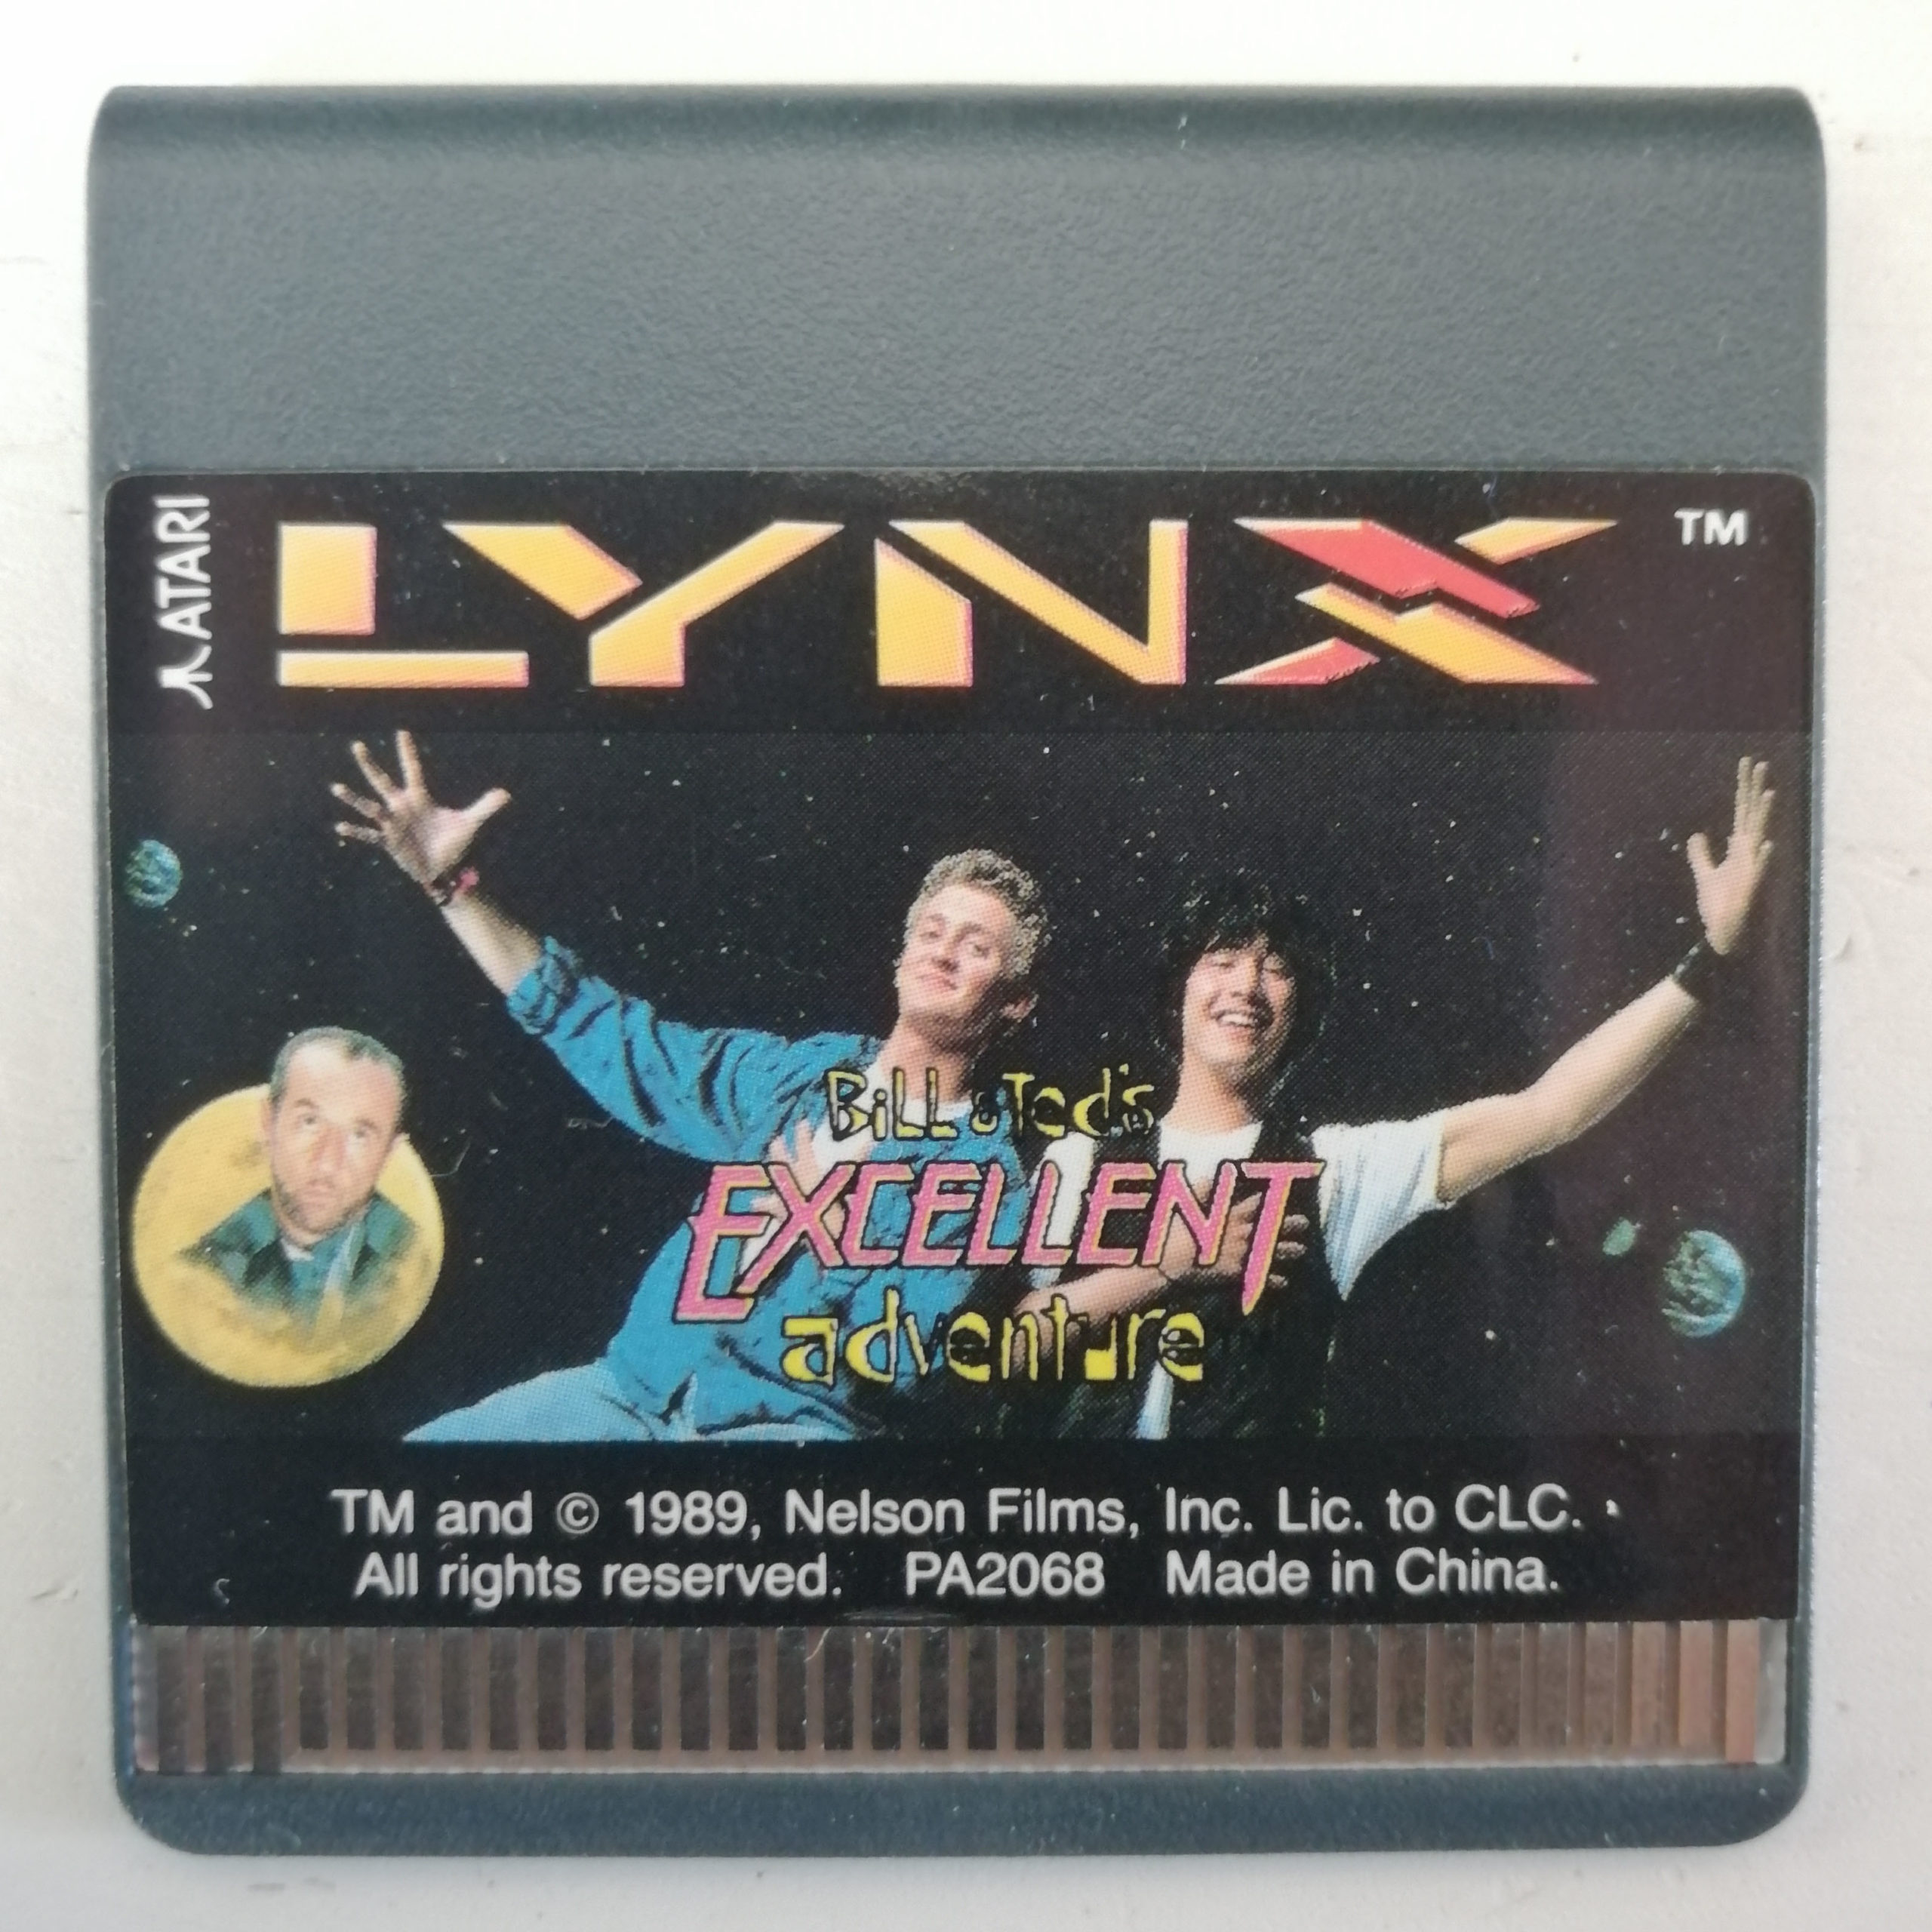 ATARI
LYNX TM
BiLL & Ted's
EXCELLENT
adventure
TM and © 1989, Nelson Films, Inc. Lic. to CLC.
All rights reserved. PA2068 Made in China.